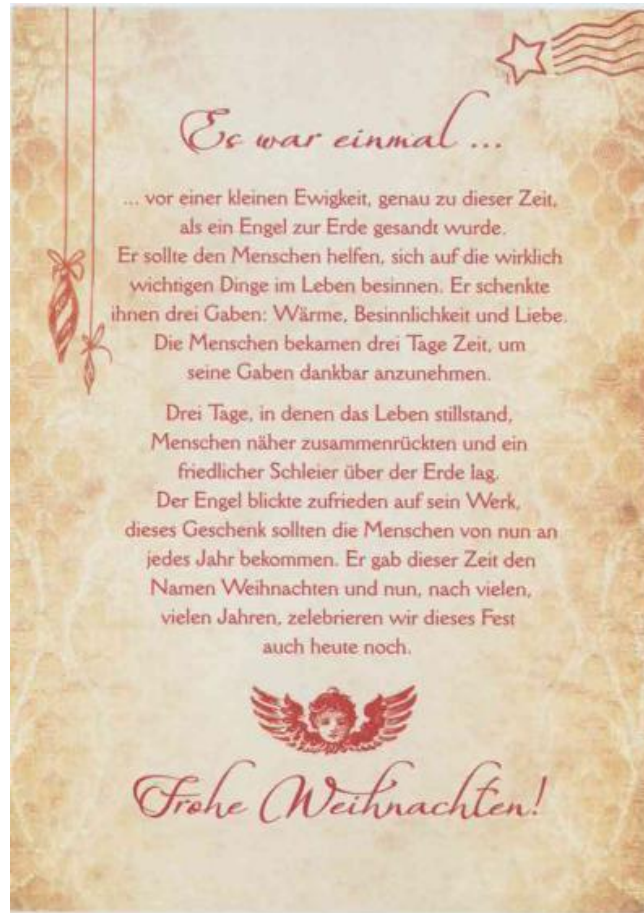 Es war einmal ...
... vor einer kleinen Ewigkeit, genau zu dieser Zeit,
als ein Engel zur Erde gesandt wurde.
Er sollte den Menschen helfen, sich auf die wirklich
wichtigen Dinge im Leben besinnen. Er schenkte
ihnen drei Gaben: Wärme, Besinnlichkeit und Liebe.
Die Menschen bekamen drei Tage Zeit, um
seine Gaben dankbar anzunehmen.
Drei Tage, in denen das Leben stillstand,
Menschen näher zusammenrückten und ein
friedlicher Schleier über der Erde lag.
Der Engel blickte zufrieden auf sein Werk,
dieses Geschenk sollten die Menschen von nun an
jedes Jahr bekommen. Er gab dieser Zeit den
Namen Weihnachten und nun, nach vielen,
vielen Jahren, zelebrieren wir dieses Fest
auch heute noch.
Frohe Weihnachten!